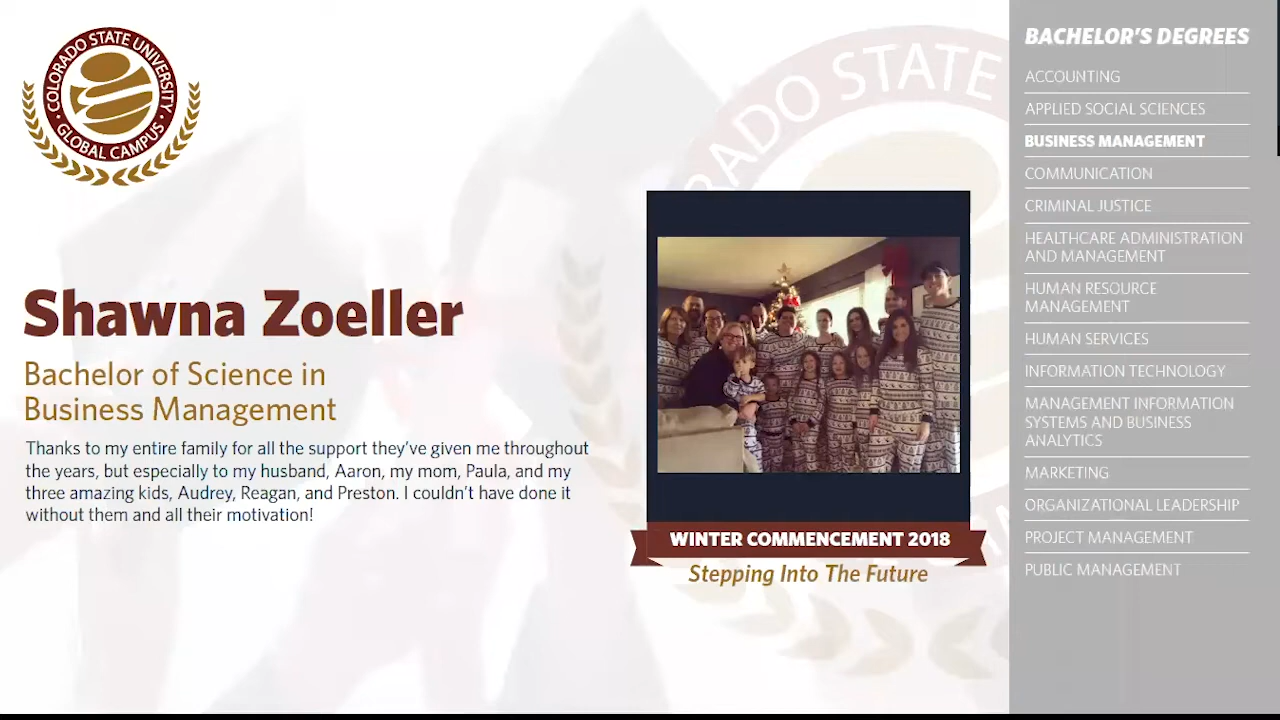 COLORADO STATE UNIVERSITY
GLOBAL CAMPUS
Shawna Zoeller
Bachelor of Science in
Business Management
Thanks to my entire family for all the support they've given me throughout
the years, but especially to my husband, Aaron, my mom, Paula, and my
three amazing kids, Audrey, Reagan, and Preston. I couldn't have done it
without them and all their motivation!
RADO STATE
WINTER COMMENCEMENT 2018
Stepping Into The Future
BACHELOR'S DEGREES
ACCOUNTING
APPLIED SOCIAL SCIENCES
BUSINESS MANAGEMENT
COMMUNICATION
CRIMINAL JUSTICE
HEALTHCARE ADMINISTRATION
AND MANAGEMENT
HUMAN RESOURCE
MANAGEMENT
HUMAN SERVICES
INFORMATION TECHNOLOGY
MANAGEMENT INFORMATION
SYSTEMS AND BUSINESS
ANALYTICS
MARKETING
ORGANIZATIONAL LEADERSHIP
PROJECT MANAGEMENT
PUBLIC MANAGEMENT